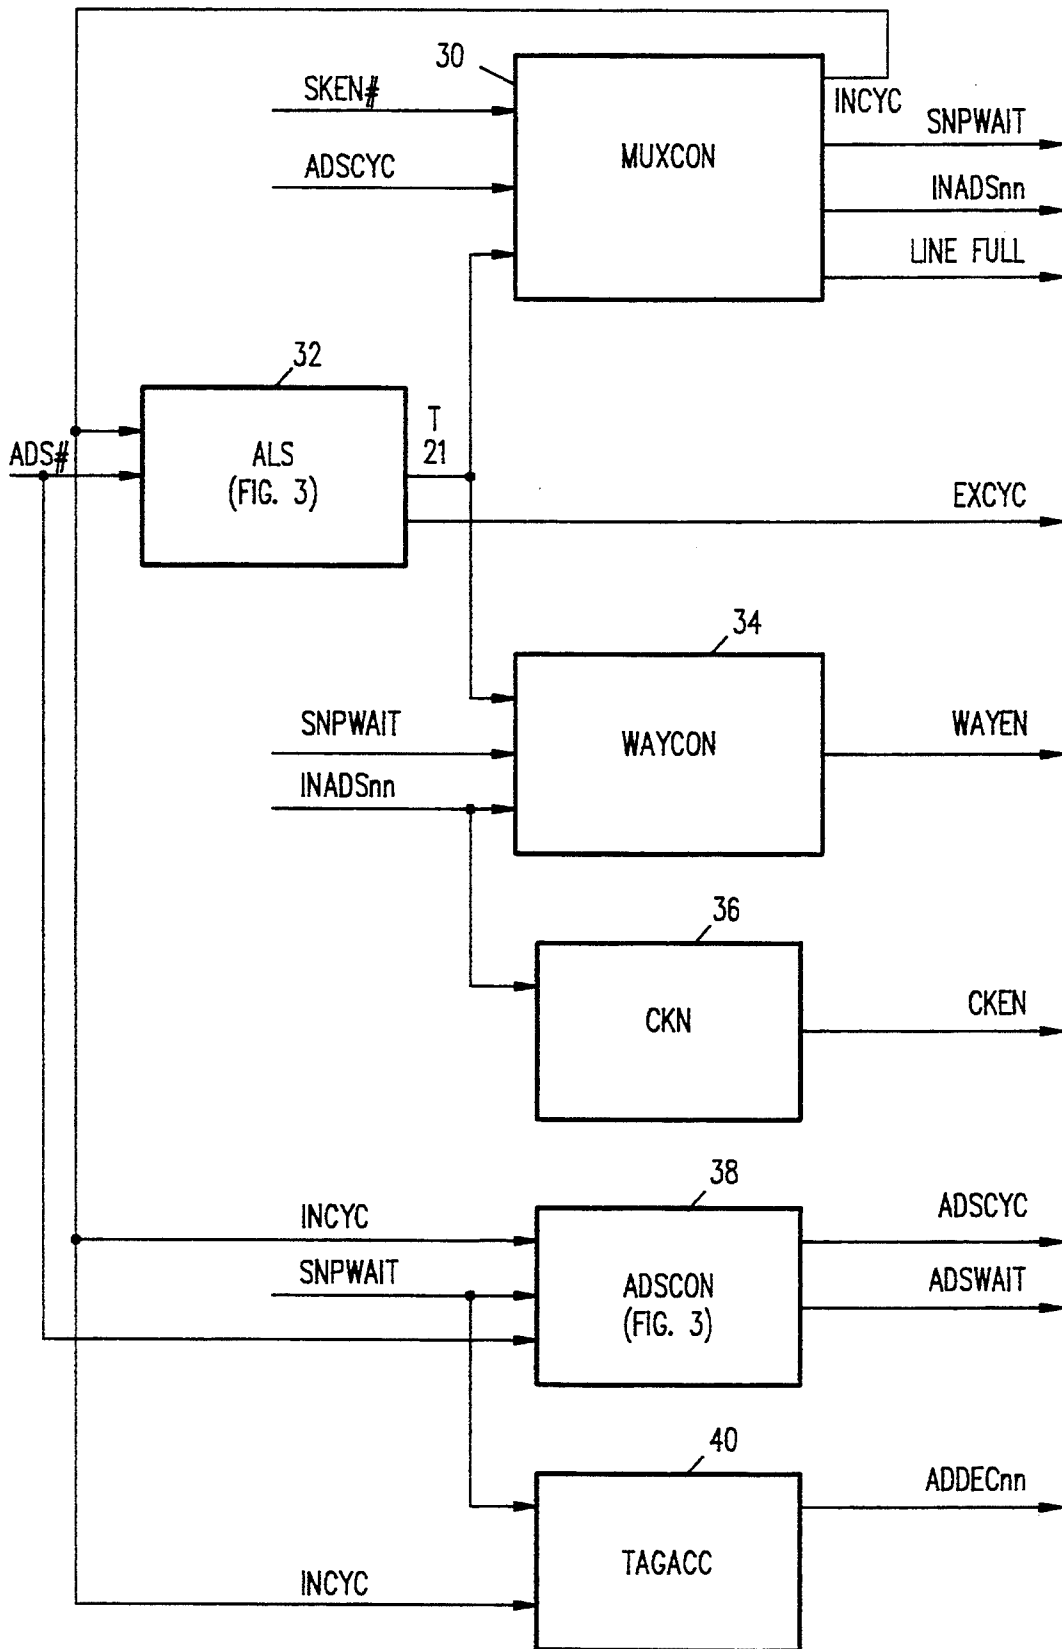 30
SKEN#
INCYC
SNPWAIT
ADSCYC
MUXCON
INADSnn
LINE FULL
32
T
21
ADS#
ALS
(FIG. 3)
EXCYC
34
SNPWAIT
WAYCON
WAYEN
INADSnn
36
CKN
CKEN
38
INCYC
ADSCYC
SNPWAIT
ADSCON
(FIG. 3)
ADSWAIT
40
ADDECnn
TAGACC
INCYC